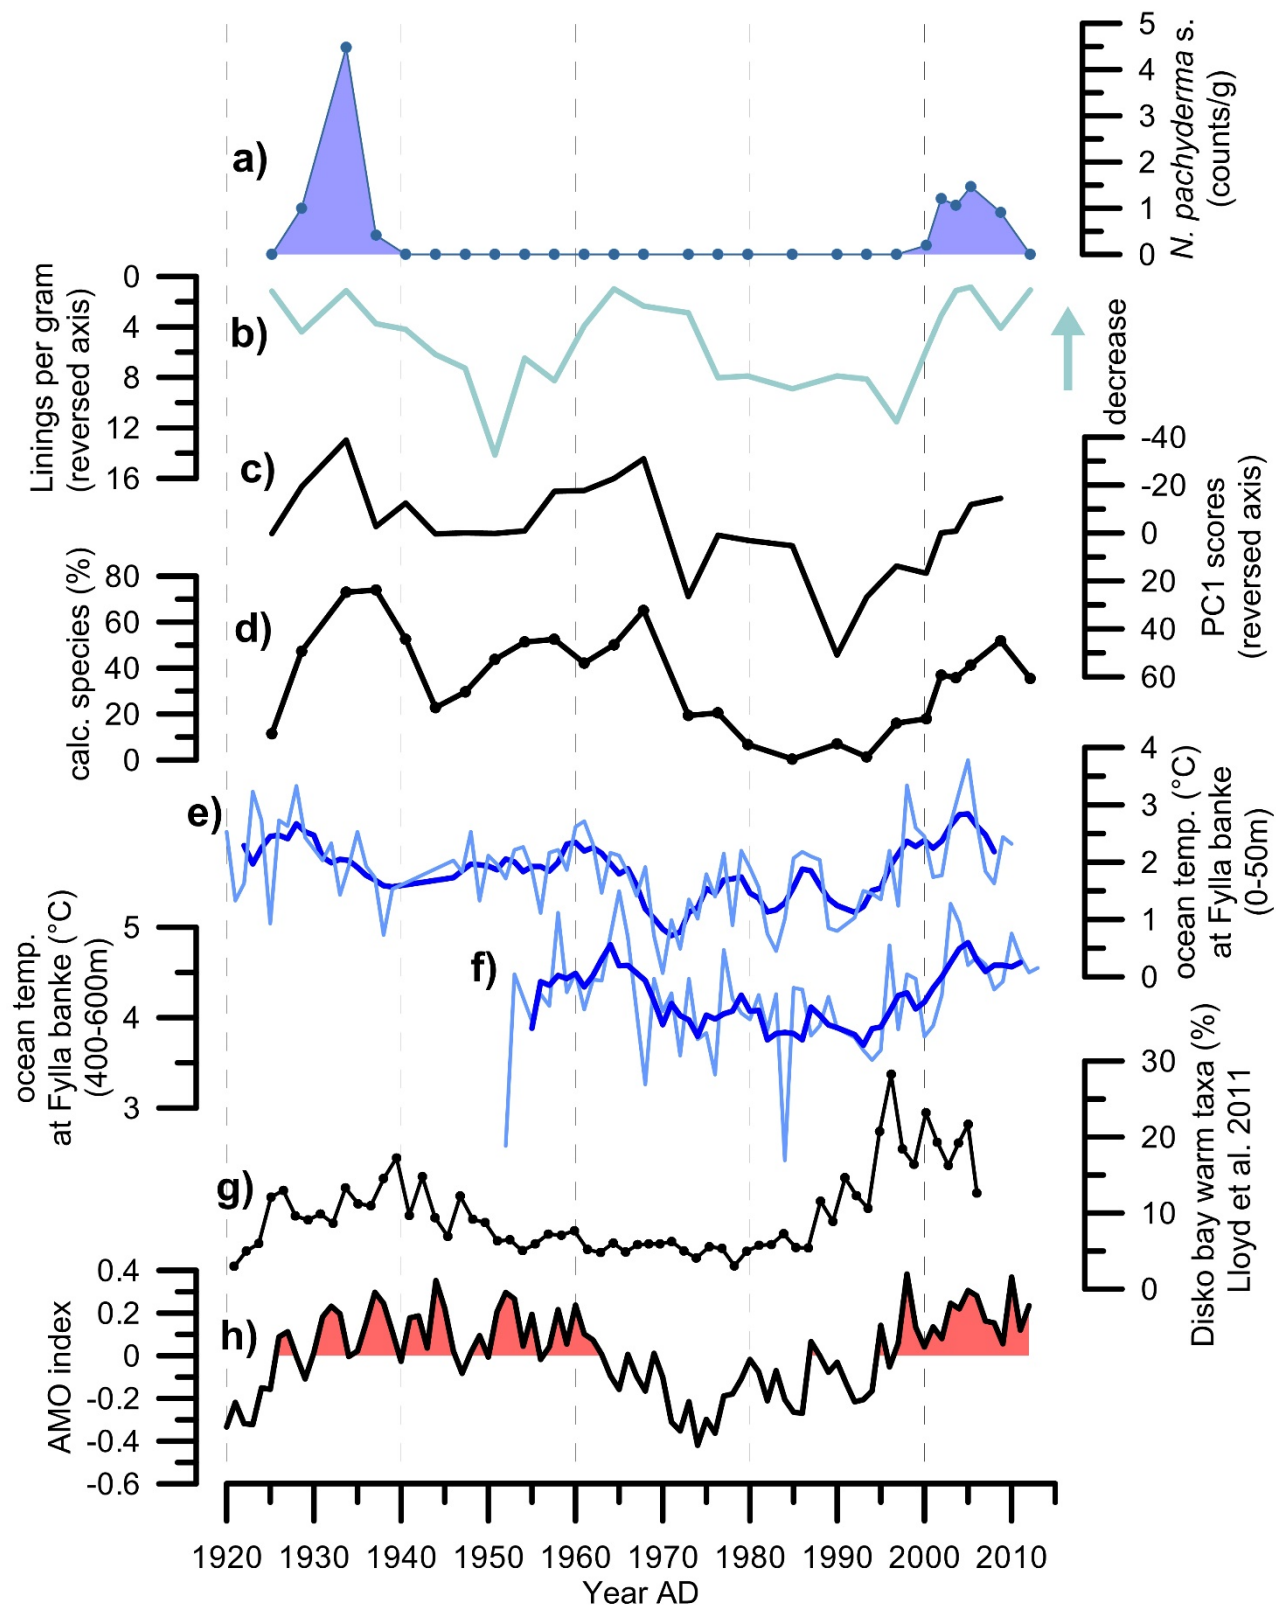 a)
5
4
3
2
1
0
N. pachyderma s.
(counts/g)
b)
0
4
8
12
16
Linings per gram
(reversed axis)
decrease
c)
-40
-20
0
20
40
60
PC1 scores
(reversed axis)
d)
80
60
40
20
0
calc. species (%)
e)
4
3
2
1
0
ocean temp. (°C)
at Fylla banke
(0-50m)
f)
5
4
3
ocean temp.
at Fylla banke (°C)
(400-600m)
g)
30
20
10
0
Disko bay warm taxa (%)
Lloyd et al. 2011
h)
0.4
0.2
0
-0.2
-0.4
-0.6
AMO index
1920 1930 1940 1950 1960 1970 1980 1990 2000 2010
Year AD